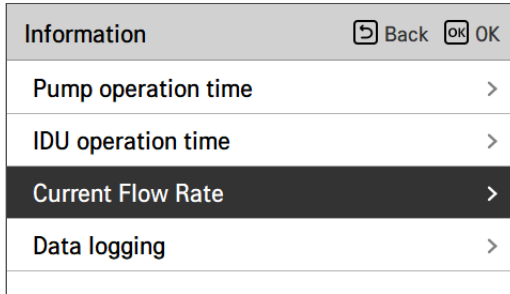 Information Back OK OK
Pump operation time >
IDU operation time >
Current Flow Rate >
Data logging >